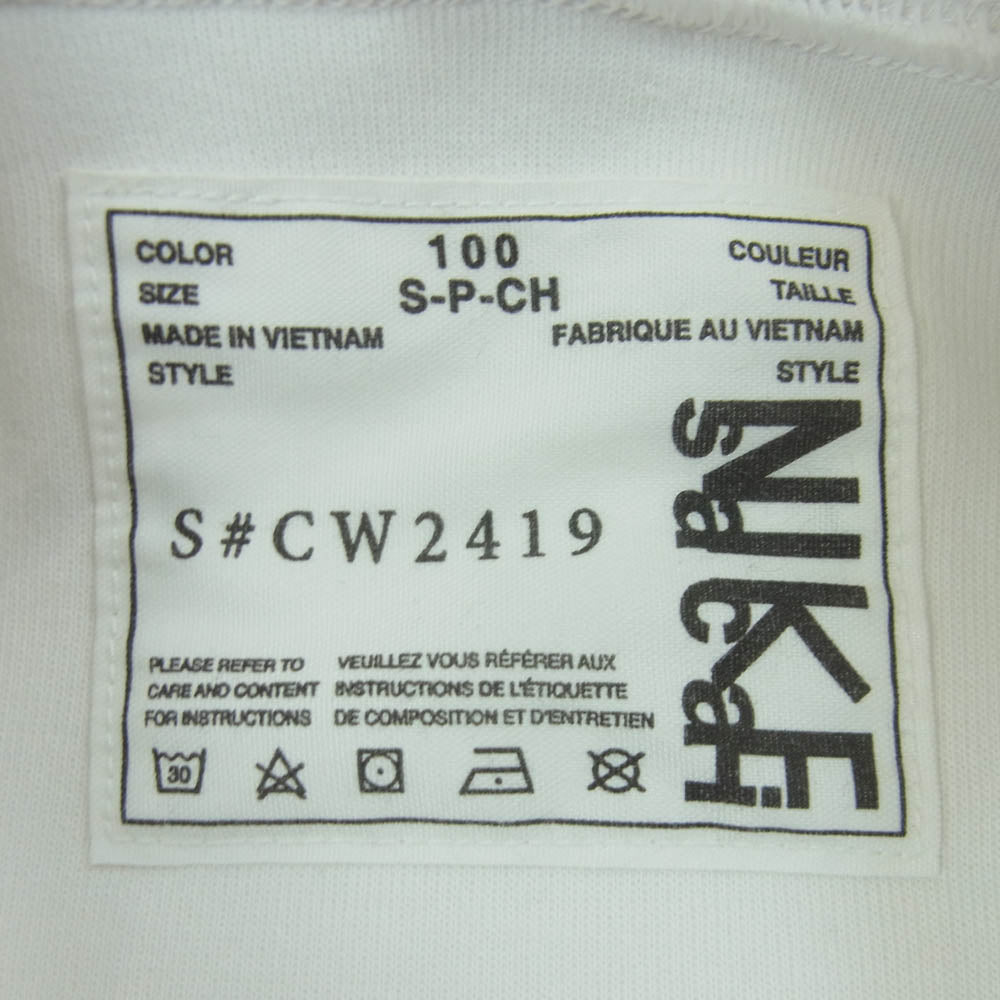 COLOR 100 COULEUR
SIZE S-P-CH TAILLE
MADE IN VIETNAM FABRIQUE AU VIETNAM
STYLE STYLE
S#CW2419
NIKE
sacai
PLEASE REFER TO
CARE AND CONTENT
FOR INSTRUCTIONS
VEUILLEZ VOUS RÉFÉRER AUX
INSTRUCTIONS DE L'ÉTIQUETTE
DE COMPOSITION ET D'ENTRETIEN
30